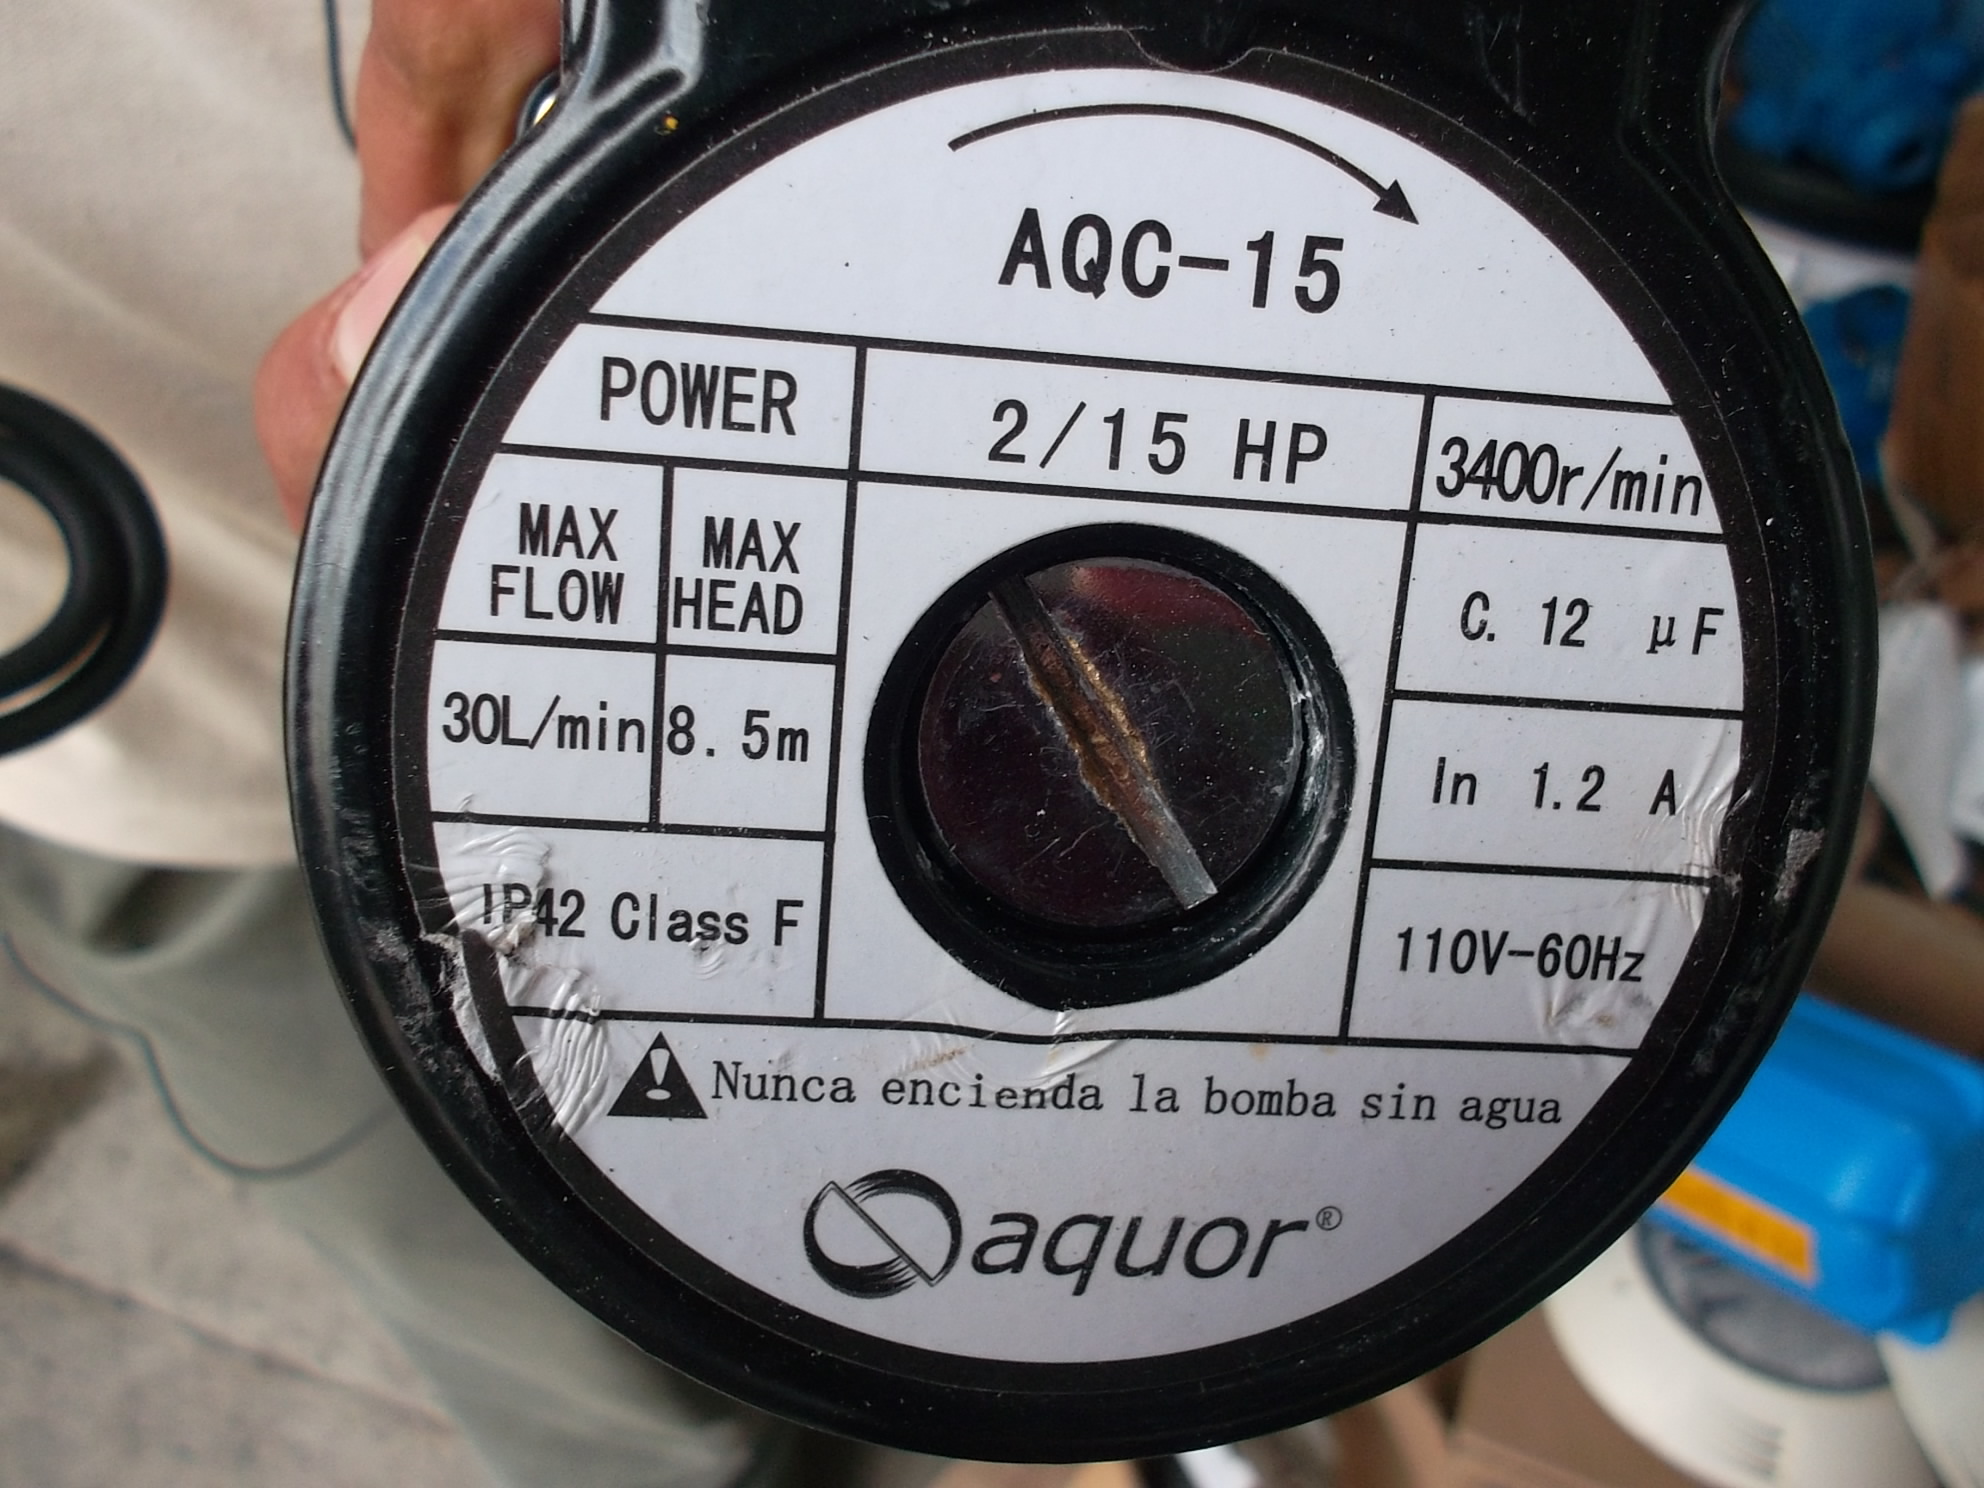 AQC-15
POWER
2/15 HP
3400r/min
MAX
FLOW
MAX
HEAD
C. 12 μF
30L/min
8.5m
In 1.2 A
IP42 Class F
110V-60Hz
Nunca encienda la bomba sin agua
aquor®